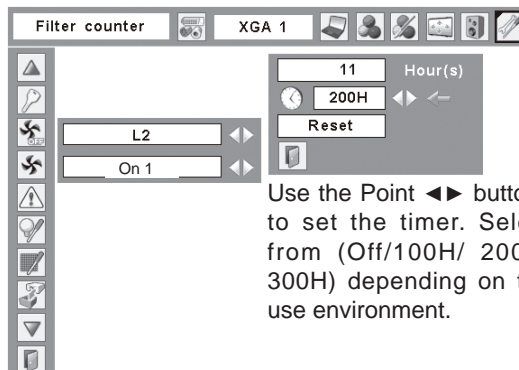 Filter counter XGA 1
11 Hour(s)
200H
Reset
L2
On 1
OFF
Use the Point ◄► butto
to set the timer. Sele
from (Off/100H/ 200
300H) depending on t
use environment.